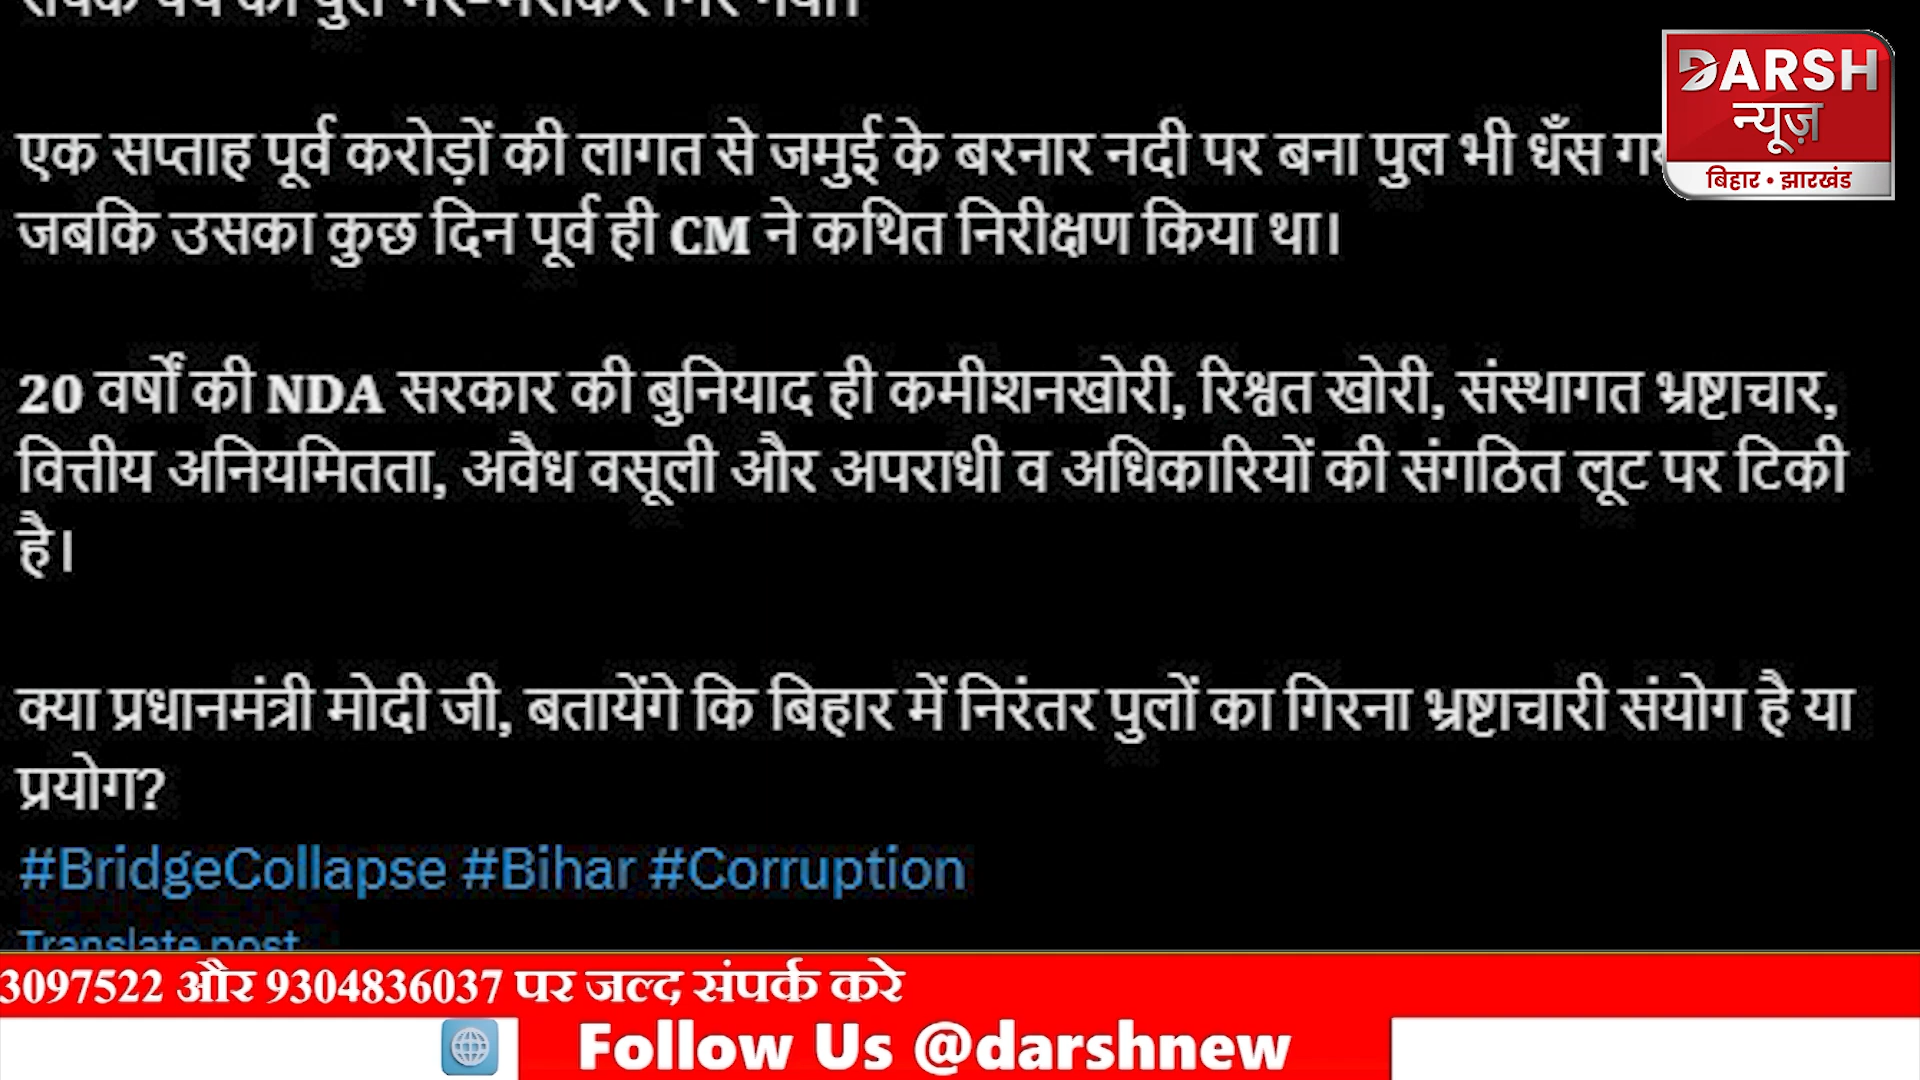 DARSH
न्यूज़
बिहार • झारखंड
एक सप्ताह पूर्व करोड़ों की लागत से जमुई के बरनार नदी पर बना पुल भी धँस
जबकि उसका कुछ दिन पूर्व ही CM ने कथित निरीक्षण किया था।
20 वर्षों की NDA सरकार की बुनियाद ही कमीशनखोरी, रिश्वत खोरी, संस्थागत भ्रष्टाचार,
वित्तीय अनियमितता, अवैध वसूली और अपराधी व अधिकारियों की संगठित लूट पर टिकी
है।
क्या प्रधानमंत्री मोदी जी, बतायेंगे कि बिहार में निरंतर पुलों का गिरना भ्रष्टाचारी संयोग है या
प्रयोग?
#BridgeCollapse #Bihar #Corruption
Translate post
3097522 और 9304836037 पर जल्द संपर्क करे
Follow Us @darshnew